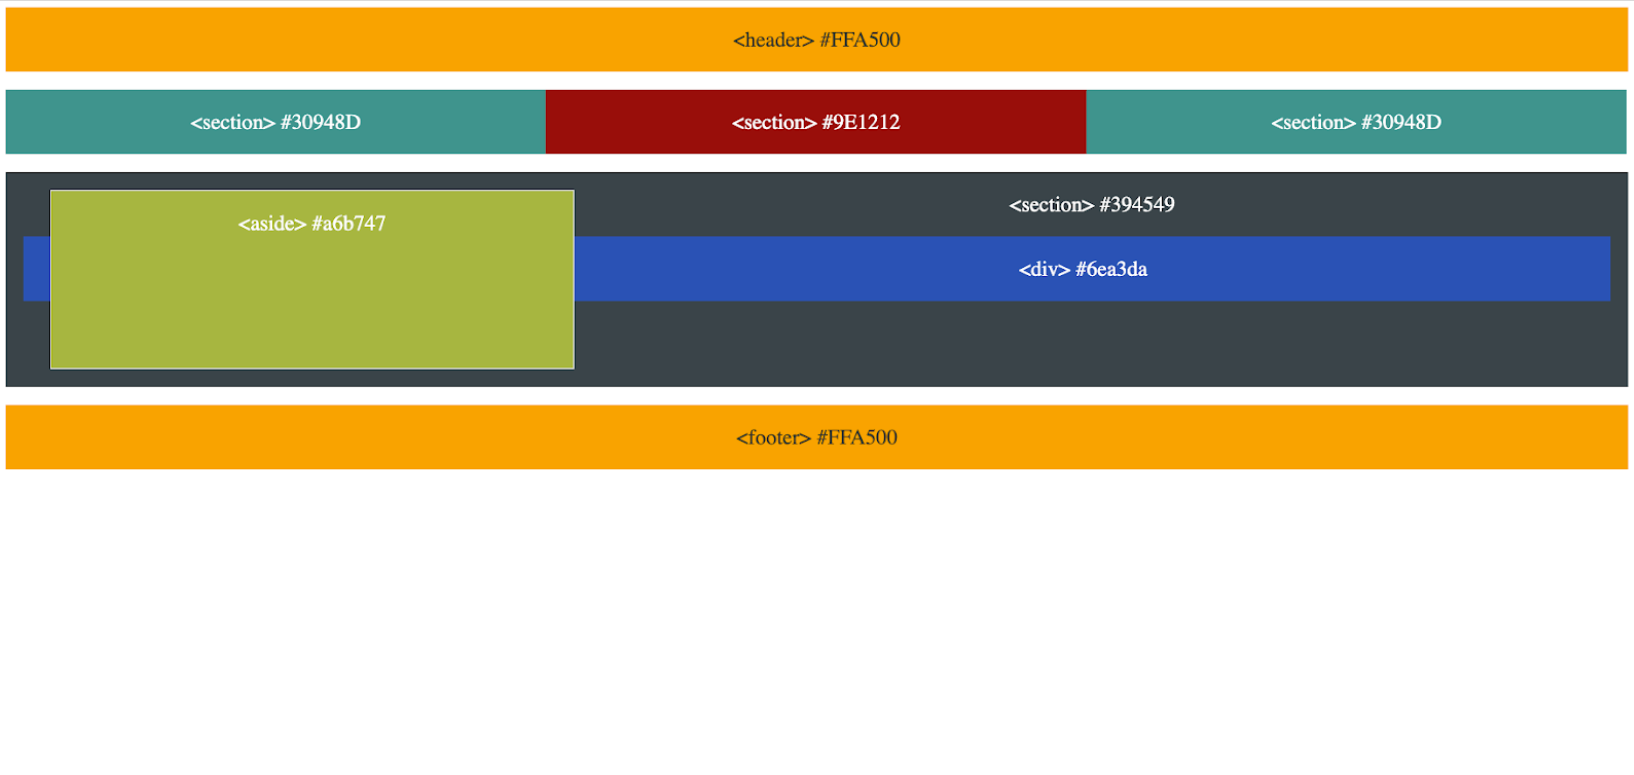 <header> #FFA500
<section> #30948D
<section> #9E1212
<section> #30948D
<aside> #a6b747
<section> #394549
<div> #6ea3da
<footer> #FFA500